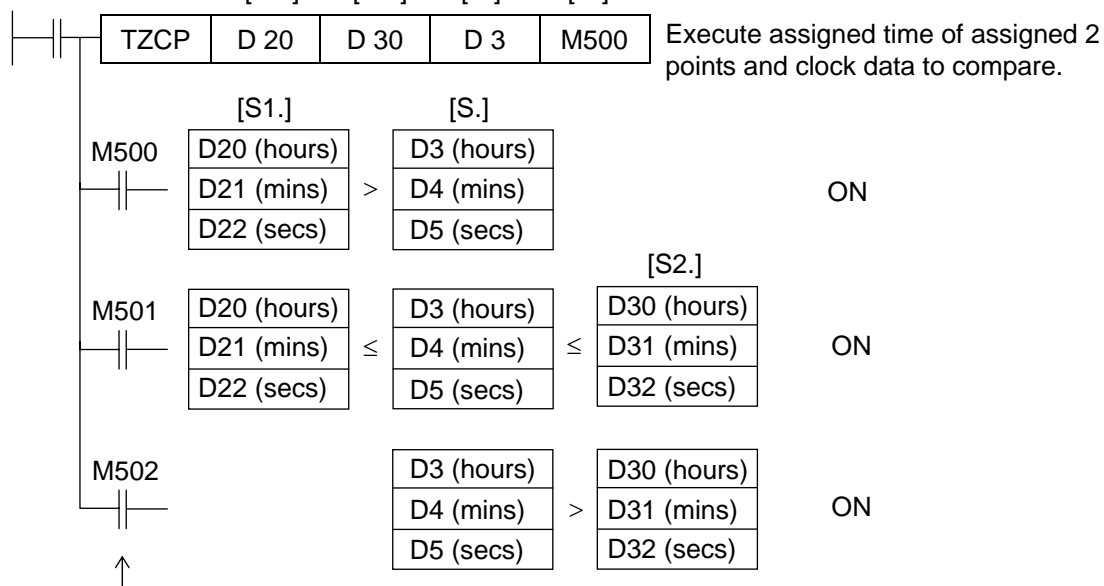 TZCP D 20 D 30 D 3 M500
Execute assigned time of assigned 2
points and clock data to compare.
[S1.] [S.]
M500
D20 (hours) D3 (hours)
D21 (mins) > D4 (mins) ON
D22 (secs) D5 (secs)
[S2.]
M501
D20 (hours) D3 (hours) D30 (hours)
D21 (mins) ≤ D4 (mins) ≤ D31 (mins) ON
D22 (secs) D5 (secs) D32 (secs)
M502
D3 (hours) D30 (hours)
D4 (mins) > D31 (mins) ON
D5 (secs) D32 (secs)